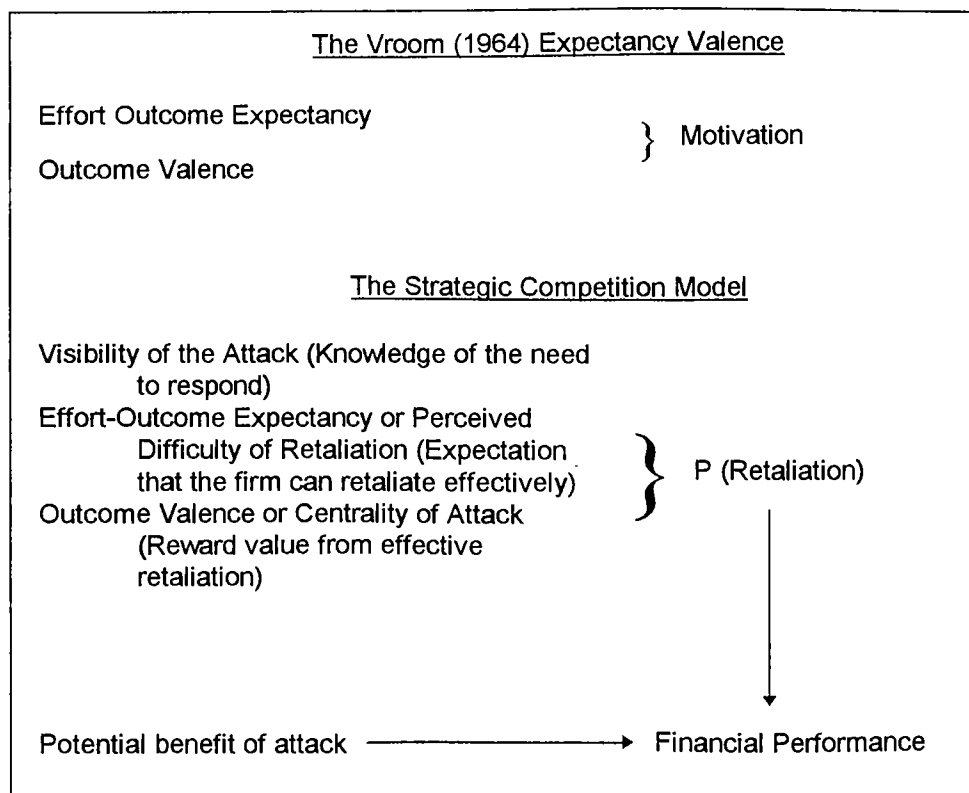 The Vroom (1964) Expectancy Valence
Effort Outcome Expectancy
} Motivation
Outcome Valence
The Strategic Competition Model
Visibility of the Attack (Knowledge of the need
to respond)
Effort-Outcome Expectancy or Perceived
Difficulty of Retaliation (Expectation
that the firm can retaliate effectively)
} P (Retaliation)
Outcome Valence or Centrality of Attack
(Reward value from effective
retaliation)
Potential benefit of attack
Financial Performance